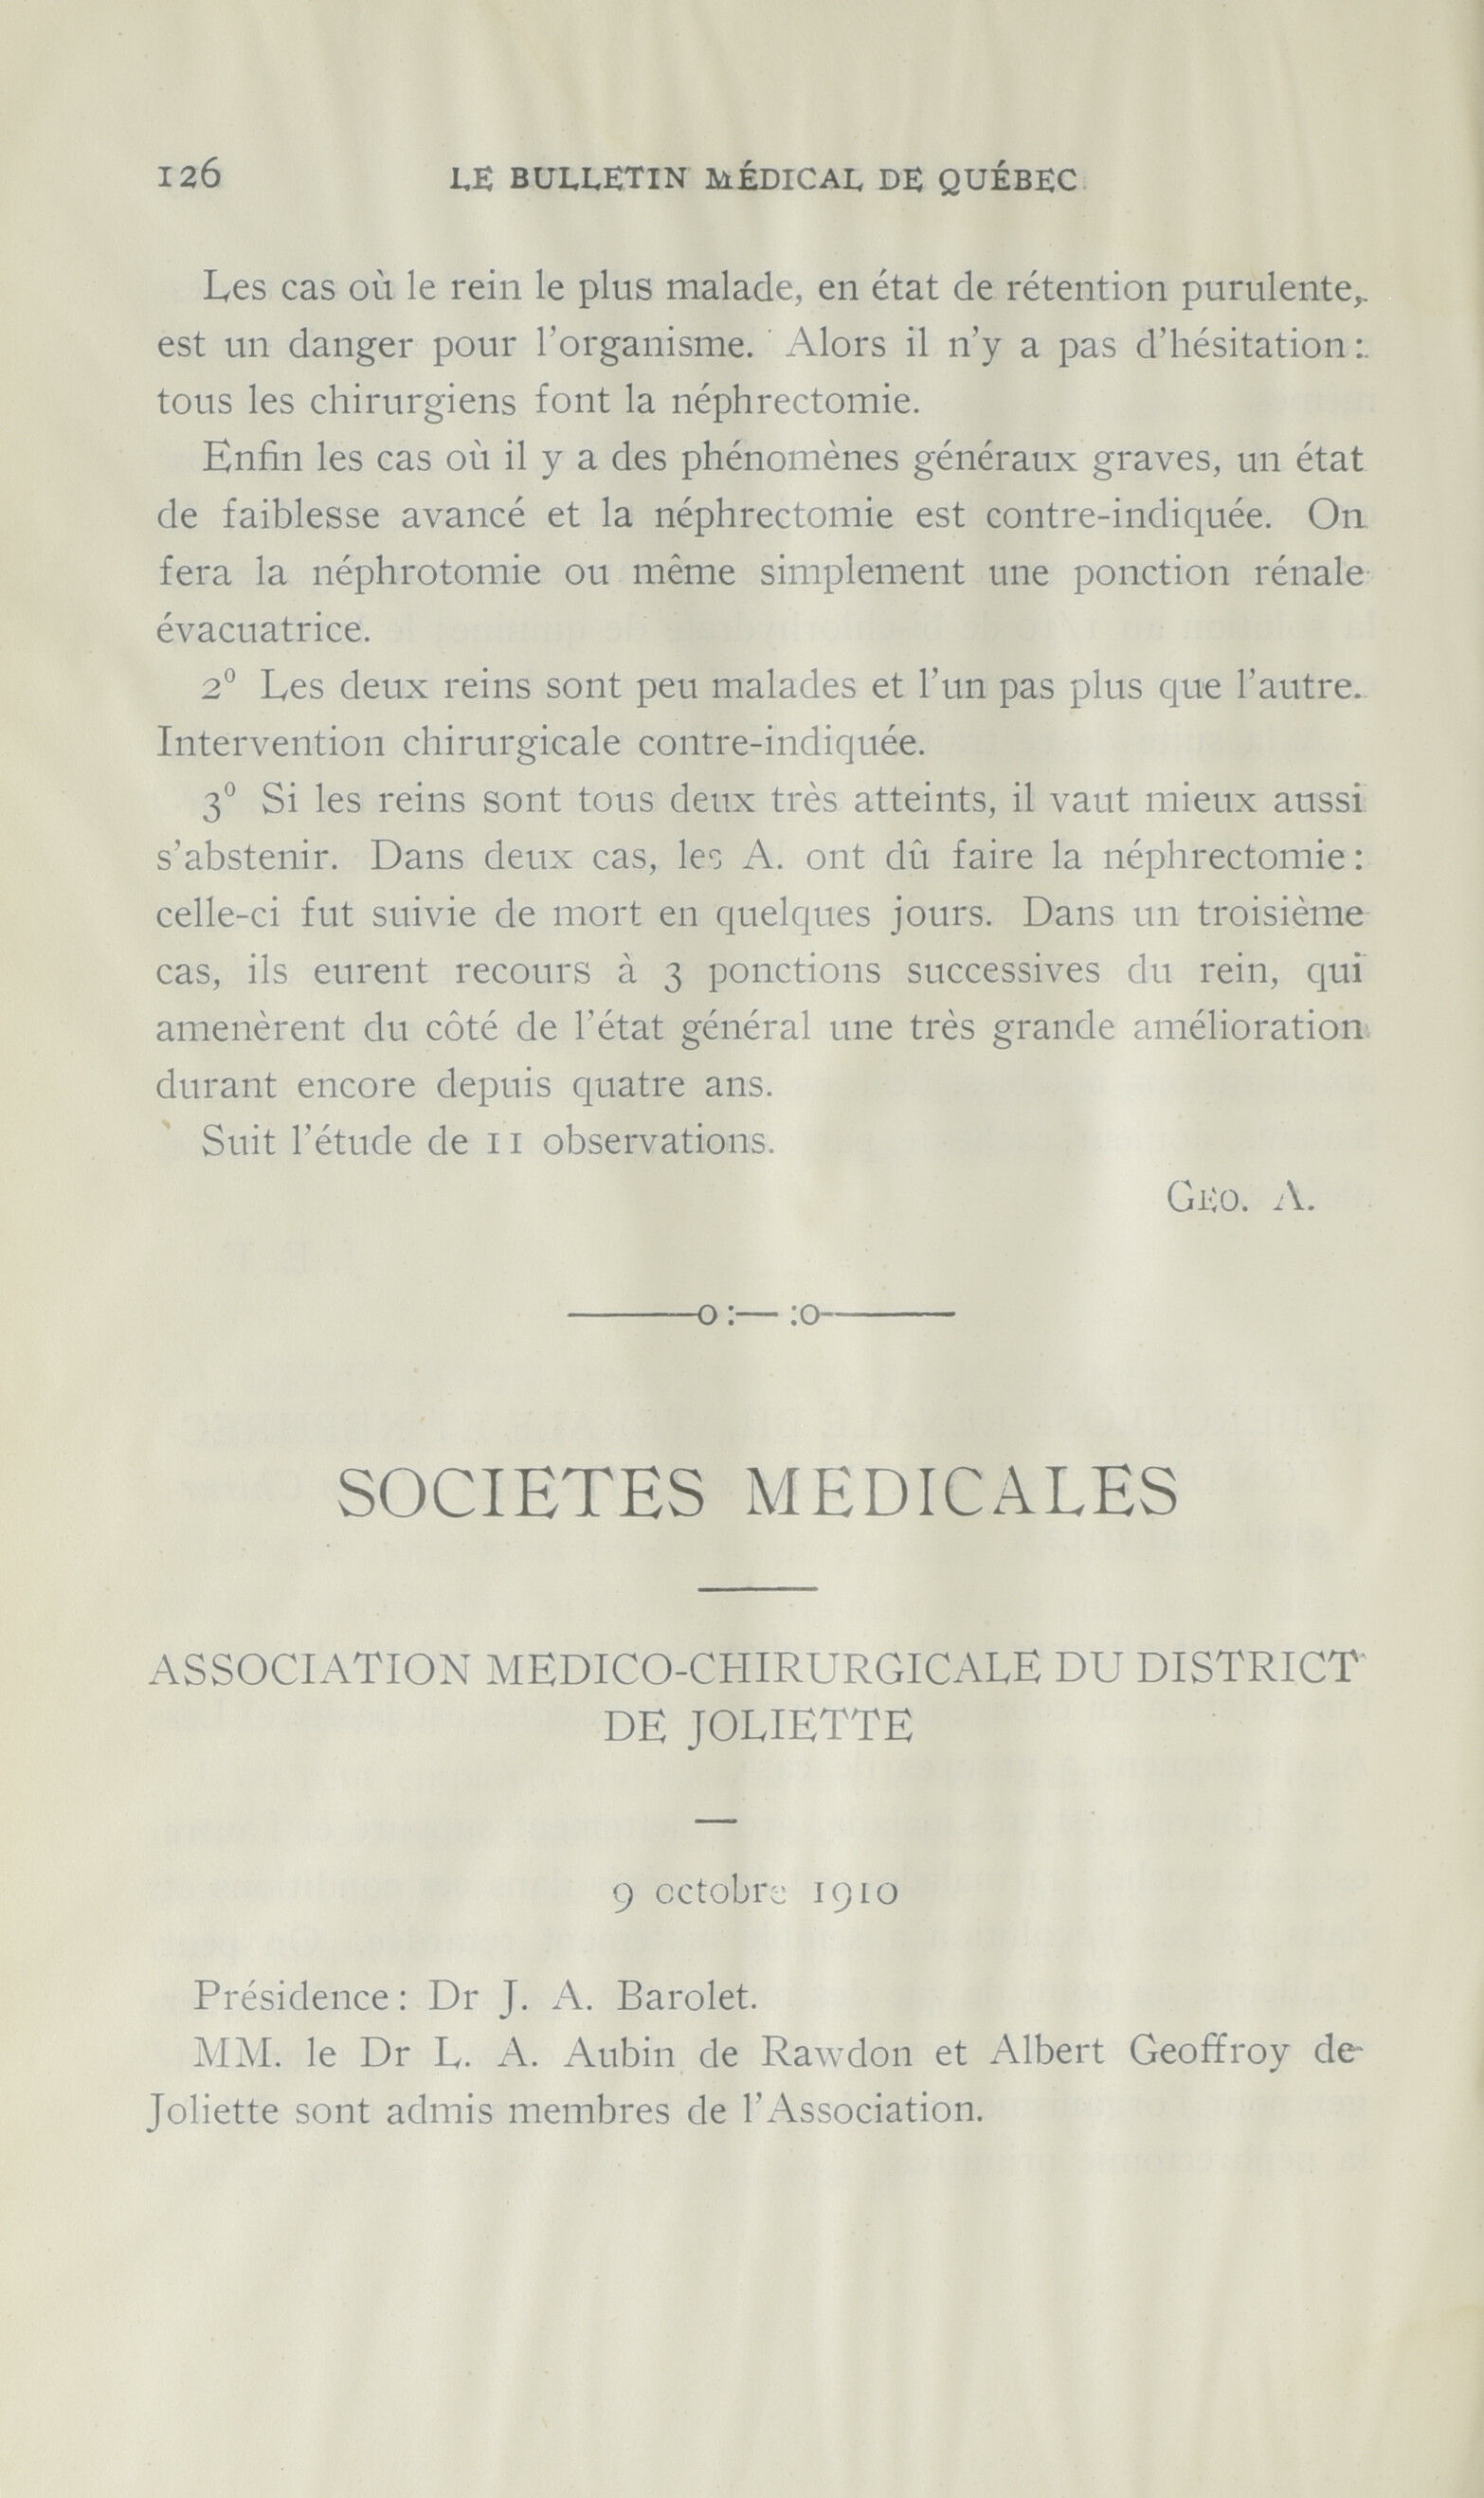 126 LE BULLETIN MÉDICAL DE QUÉBEC
Les cas où le rein le plus malade, en état de rétention purulente,
est un danger pour l'organisme. Alors il n'y a pas d'hésitation:
tous les chirurgiens font la néphrectomie.
Enfin les cas où il y a des phénomènes généraux graves, un état
de faiblesse avancé et la néphrectomie est contre-indiquée. On
fera la néphrotomie ou même simplement une ponction rénale
évacuatrice.
2⁰ Les deux reins sont peu malades et l'un pas plus que l'autre.
Intervention chirurgicale contre-indiquée.
3⁰ Si les reins sont tous deux très atteints, il vaut mieux aussi
s'abstenir. Dans deux cas, les A. ont dû faire la néphrectomie:
celle-ci fut suivie de mort en quelques jours. Dans un troisième
cas, ils eurent recours à 3 ponctions successives du rein, qui
amenèrent du côté de l'état général une très grande amélioration
durant encore depuis quatre ans.
Suit l'étude de 11 observations.
GEO. A.
———o:— :o———
SOCIETES MEDICALES
ASSOCIATION MEDICO-CHIRURGICALE DU DISTRICT
DE JOLIETTE
9 octobre 1910
Présidence: Dr J. A. Barolet.
MM. le Dr L. A. Aubin de Rawdon et Albert Geoffroy de
Joliette sont admis membres de l'Association.